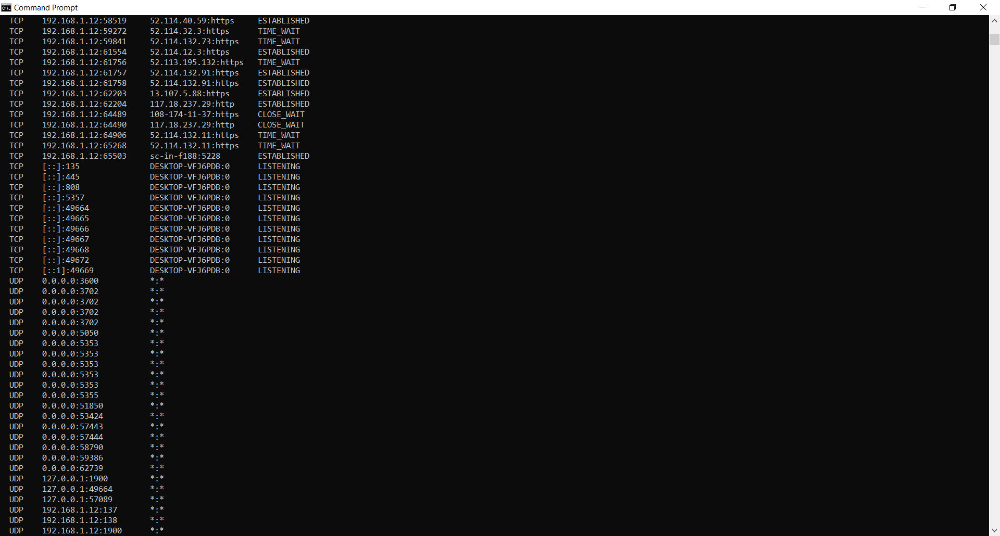 Command Prompt
TCP 192.168.1.12:58519 52.114.40.59:https ESTABLISHED
TCP 192.168.1.12:59272 52.114.32.3:https TIME_WAIT
TCP 192.168.1.12:59841 52.114.132.73:https TIME_WAIT
TCP 192.168.1.12:61554 52.114.12.3:https ESTABLISHED
TCP 192.168.1.12:61756 52.113.195.132:https TIME_WAIT
TCP 192.168.1.12:61757 52.114.132.91:https ESTABLISHED
TCP 192.168.1.12:61758 52.114.132.91:https ESTABLISHED
TCP 192.168.1.12:62203 13.107.5.88:https ESTABLISHED
TCP 192.168.1.12:62204 117.18.237.29:http ESTABLISHED
TCP 192.168.1.12:64489 108-174-11-37:https CLOSE_WAIT
TCP 192.168.1.12:64490 117.18.237.29:http CLOSE_WAIT
TCP 192.168.1.12:64906 52.114.132.11:https TIME_WAIT
TCP 192.168.1.12:65268 52.114.132.11:https TIME_WAIT
TCP 192.168.1.12:65503 sc-in-f188:5228 ESTABLISHED
TCP [::]:135 DESKTOP-VFJ6PDB:0 LISTENING
TCP [::]:445 DESKTOP-VFJ6PDB:0 LISTENING
TCP [::]:808 DESKTOP-VFJ6PDB:0 LISTENING
TCP [::]:5357 DESKTOP-VFJ6PDB:0 LISTENING
TCP [::]:49664 DESKTOP-VFJ6PDB:0 LISTENING
TCP [::]:49665 DESKTOP-VFJ6PDB:0 LISTENING
TCP [::]:49666 DESKTOP-VFJ6PDB:0 LISTENING
TCP [::]:49667 DESKTOP-VFJ6PDB:0 LISTENING
TCP [::]:49668 DESKTOP-VFJ6PDB:0 LISTENING
TCP [::]:49672 DESKTOP-VFJ6PDB:0 LISTENING
TCP [::1]:49669 DESKTOP-VFJ6PDB:0 LISTENING
UDP 0.0.0.0:3600 *:*
UDP 0.0.0.0:3702 *:*
UDP 0.0.0.0:3702 *:*
UDP 0.0.0.0:3702 *:*
UDP 0.0.0.0:3702 *:*
UDP 0.0.0.0:5050 *:*
UDP 0.0.0.0:5353 *:*
UDP 0.0.0.0:5353 *:*
UDP 0.0.0.0:5353 *:*
UDP 0.0.0.0:5353 *:*
UDP 0.0.0.0:5353 *:*
UDP 0.0.0.0:5355 *:*
UDP 0.0.0.0:51850 *:*
UDP 0.0.0.0:53424 *:*
UDP 0.0.0.0:57443 *:*
UDP 0.0.0.0:57444 *:*
UDP 0.0.0.0:58790 *:*
UDP 0.0.0.0:59386 *:*
UDP 0.0.0.0:62739 *:*
UDP 127.0.0.1:1900 *:*
UDP 127.0.0.1:49664 *:*
UDP 127.0.0.1:57089 *:*
UDP 192.168.1.12:137 *:*
UDP 192.168.1.12:138 *:*
UDP 192.168.1.12:1900 *:*